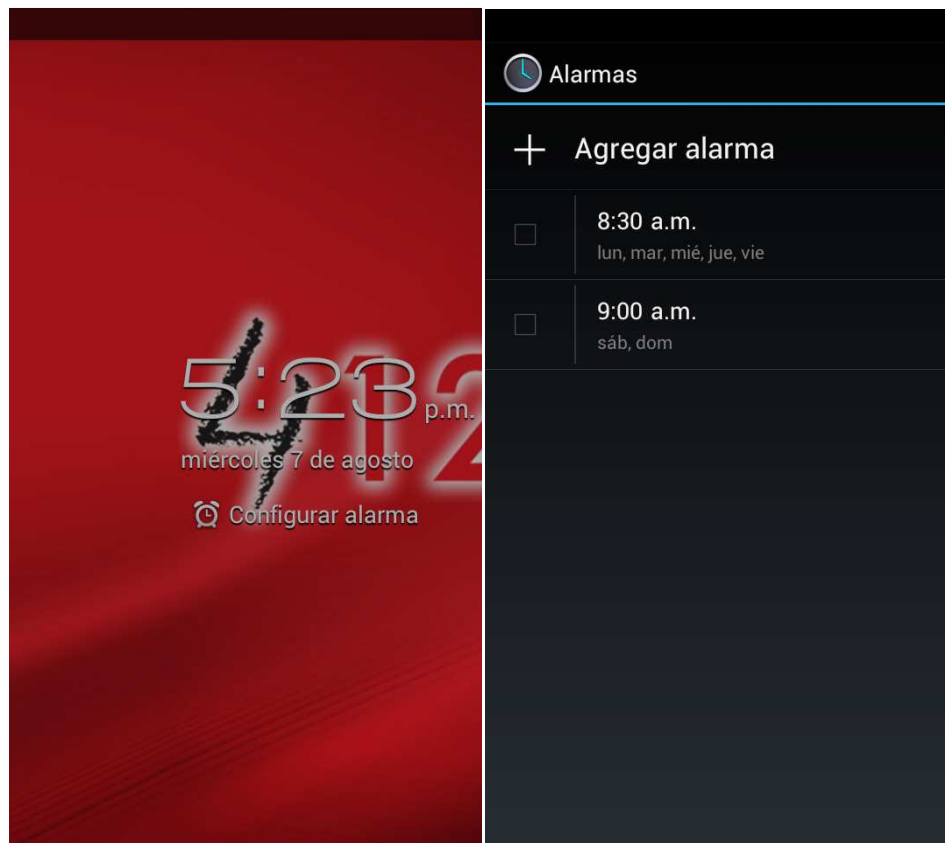 5:23 p.m.
miércoles 7 de agosto
Configurar alarma
412
Alarmas
Agregar alarma
8:30 a.m.
lun, mar, mié, jue, vie
9:00 a.m.
sáb, dom